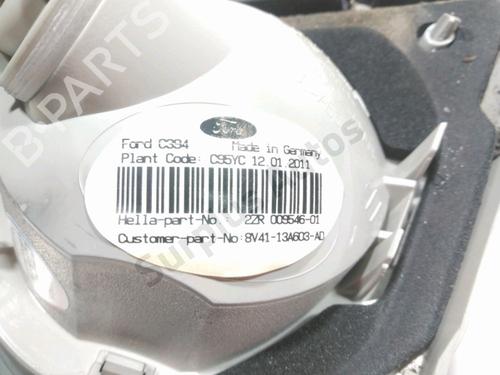 B-PARTS
Ford
Ford C394 Made in Germany
Plant Code: C95YC 12.01.2011
Hella-part-No.: 2ZR 009546-01
Customer-part-No: 8V41-13A603-AD